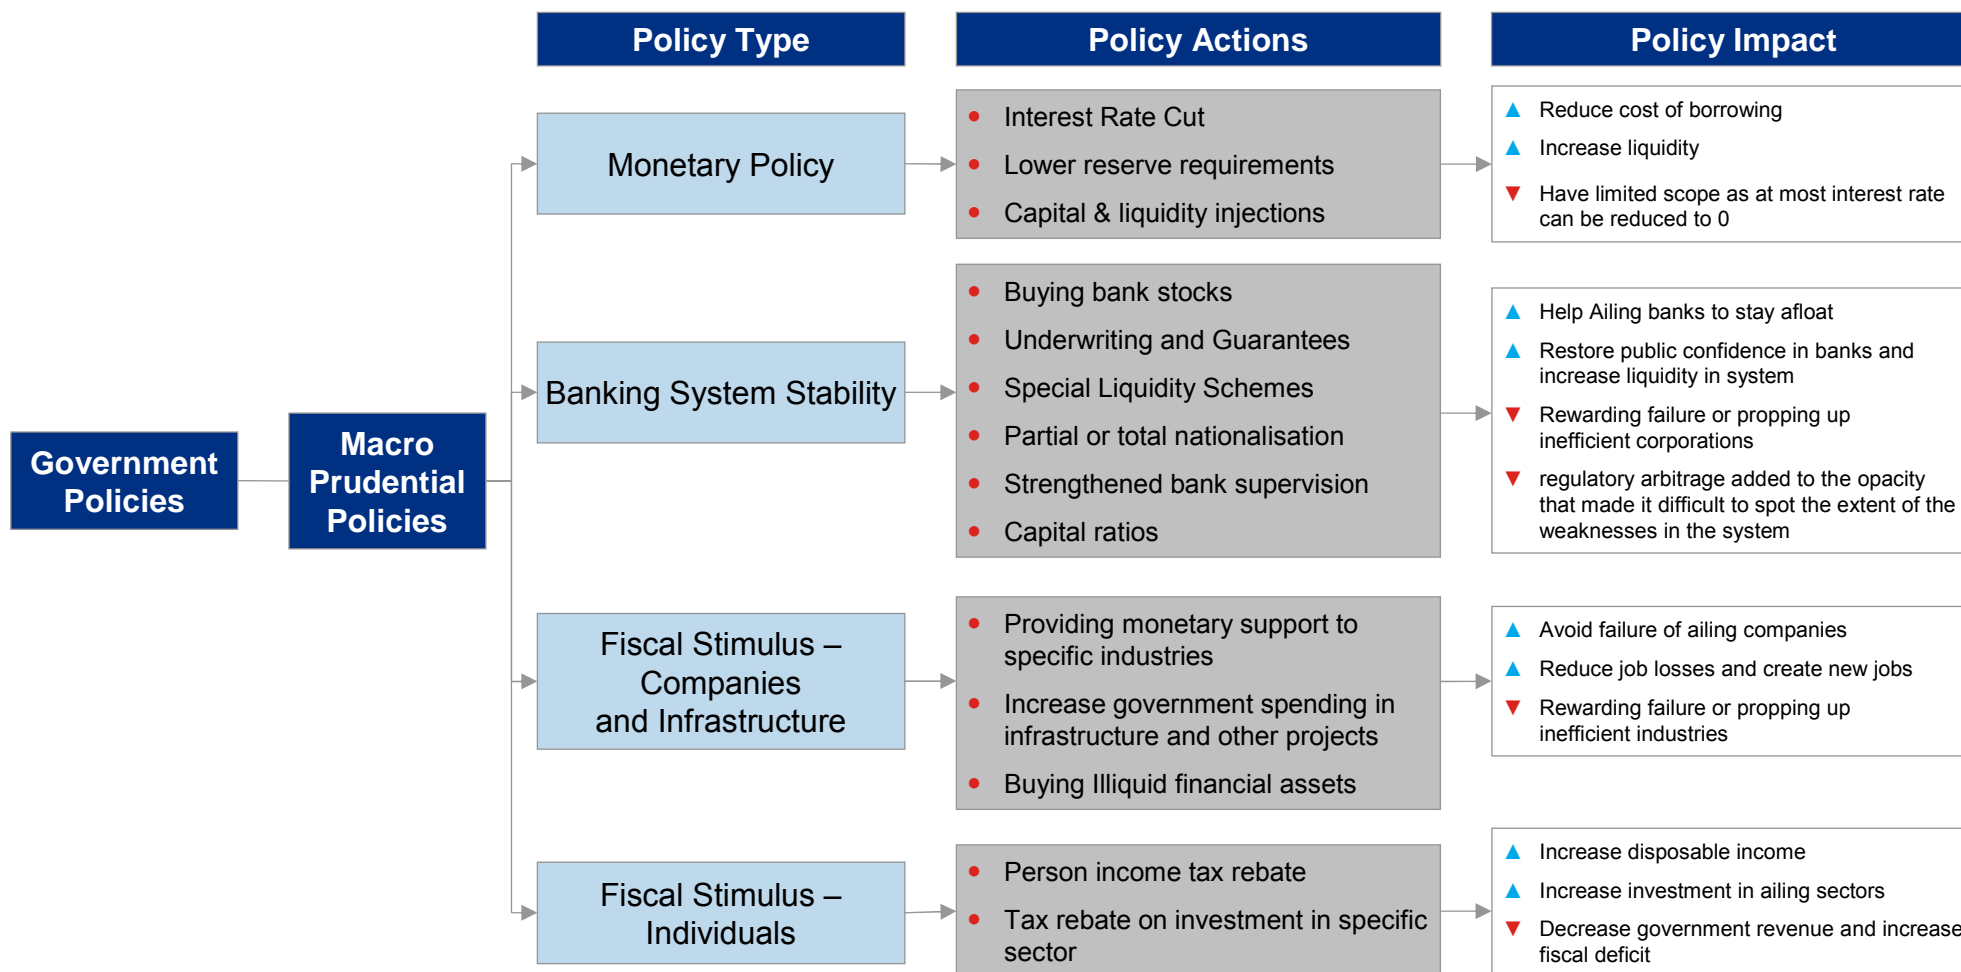 Policy Type
Policy Actions
Policy Impact
Government
Policies
Macro
Prudential
Policies
Monetary Policy
Interest Rate Cut
Lower reserve requirements
Capital & liquidity injections
Reduce cost of borrowing
Increase liquidity
Have limited scope as at most interest rate
can be reduced to 0
Banking System Stability
Buying bank stocks
Underwriting and Guarantees
Special Liquidity Schemes
Partial or total nationalisation
Strengthened bank supervision
Capital ratios
Help Ailing banks to stay afloat
Restore public confidence in banks and
increase liquidity in system
Rewarding failure or propping up
inefficient corporations
regulatory arbitrage added to the opacity
that made it difficult to spot the extent of the
weaknesses in the system
Fiscal Stimulus –
Companies
and Infrastructure
Providing monetary support to
specific industries
Increase government spending in
infrastructure and other projects
Buying Illiquid financial assets
Avoid failure of ailing companies
Reduce job losses and create new jobs
Rewarding failure or propping up
inefficient industries
Fiscal Stimulus –
Individuals
Person income tax rebate
Tax rebate on investment in specific
sector
Increase disposable income
Increase investment in ailing sectors
Decrease government revenue and increase
fiscal deficit